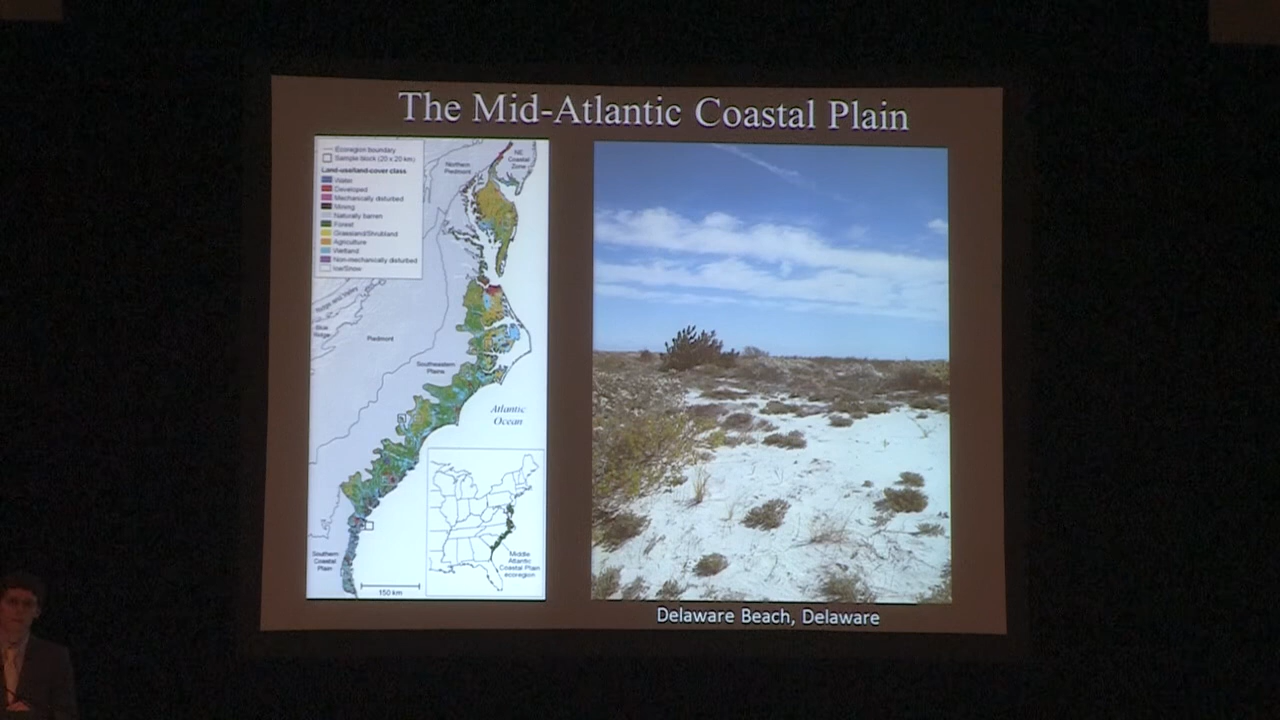 The Mid-Atlantic Coastal Plain
Ecoregion boundary
Sample block (20 x 20 km)
Land-use/land-cover class
Water
Developed
Mechanically disturbed
Mining
Naturally barren
Forest
Grassland/Shrubland
Agriculture
Wetland
Non-mechanically disturbed
Ice/Snow
Northern
Piedmont
NE
Coastal
Zone
Ridge and Valley
Blue
Ridge
Piedmont
Southeastern
Plains
Atlantic
Ocean
Southern
Coastal
Plain
150 km
Middle
Atlantic
Coastal Plain
ecoregion
Delaware Beach, Delaware